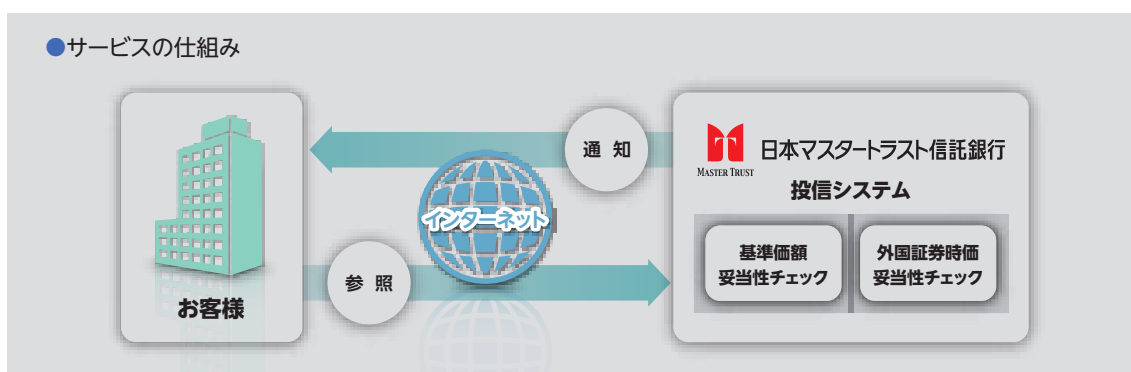 ●サービスの仕組み
通 知
日本マスタートラスト信託銀行
MASTER TRUST
投信システム
インターネット
基準価額
妥当性チェック
外国証券時価
妥当性チェック
参 照
お客様